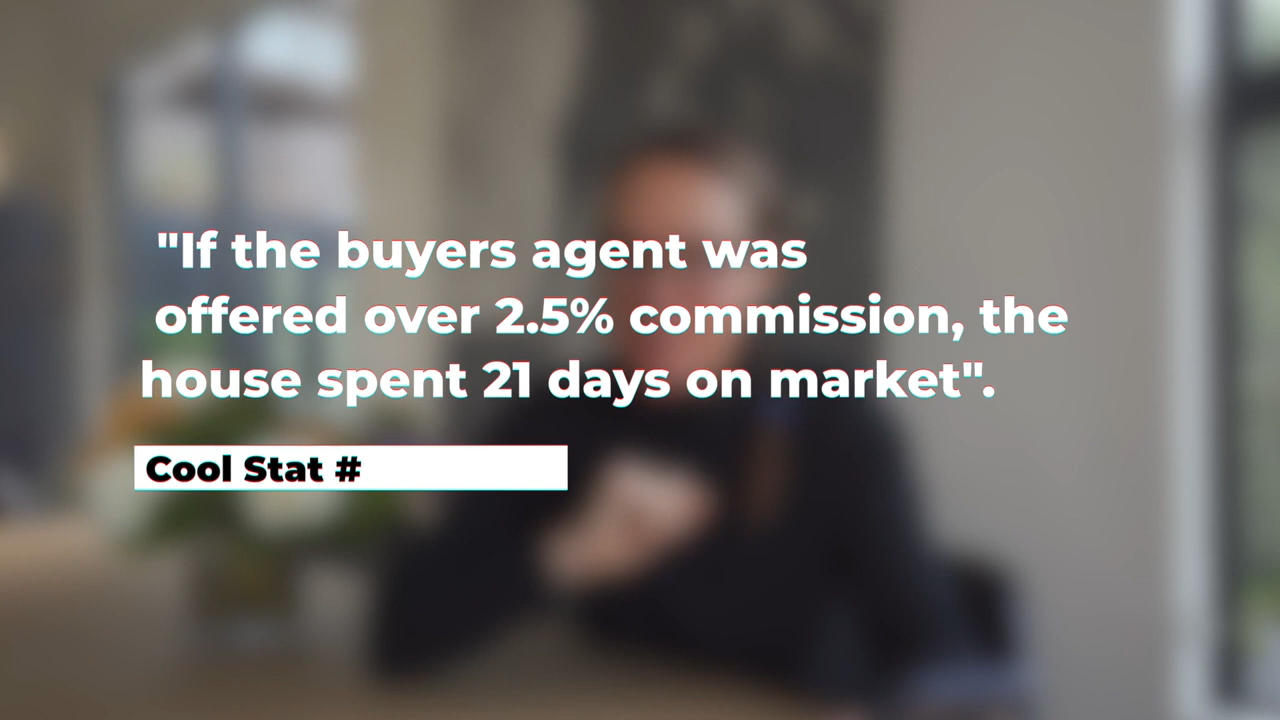 "If the buyers agent was
offered over 2.5% commission, the
house spent 21 days on market".
Cool Stat #